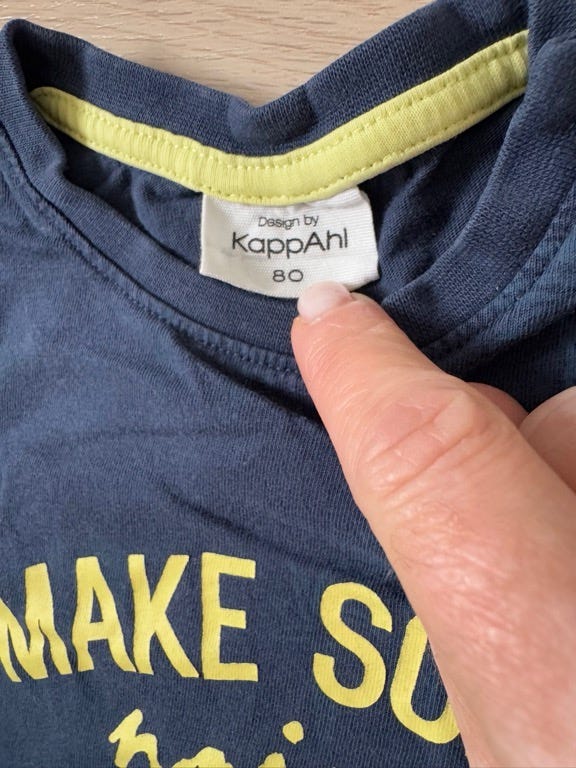 Design by
KappAhl
80
MAKE SO